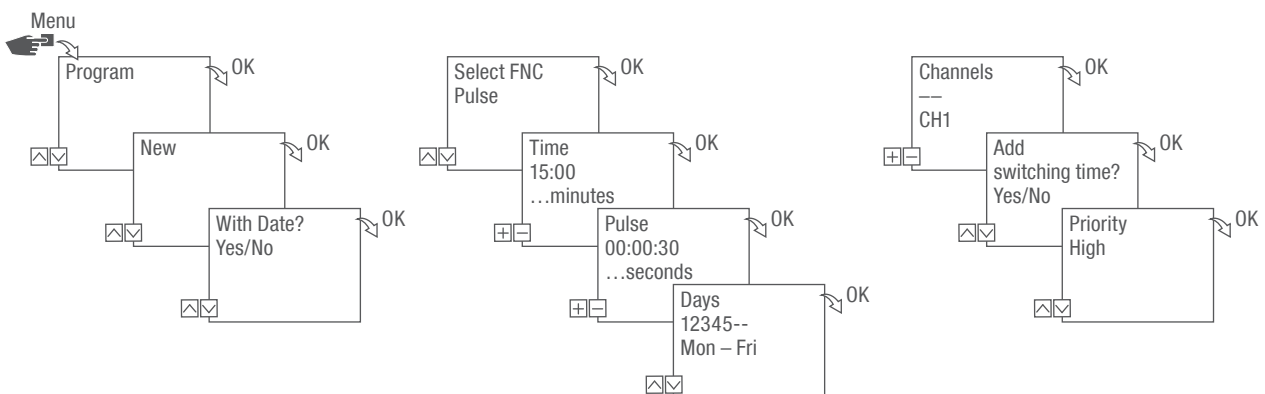 Menu
Program
OK
New
OK
With Date?
Yes/No
OK
Select FNC
Pulse
OK
Time
15:00
…minutes
OK
Pulse
00:00:30
…seconds
OK
Days
12345--
Mon – Fri
OK
Channels
––
CH1
OK
Add
switching time?
Yes/No
OK
Priority
High
OK